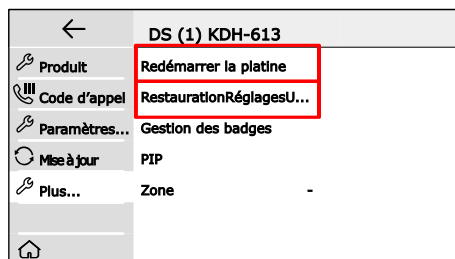 DS (1) KDH-613
Produit
Redémarrer la platine
Code d'appel
RestaurationRéglagesU...
Paramètres...
Gestion des badges
Mise à jour
PIP
Plus...
Zone -